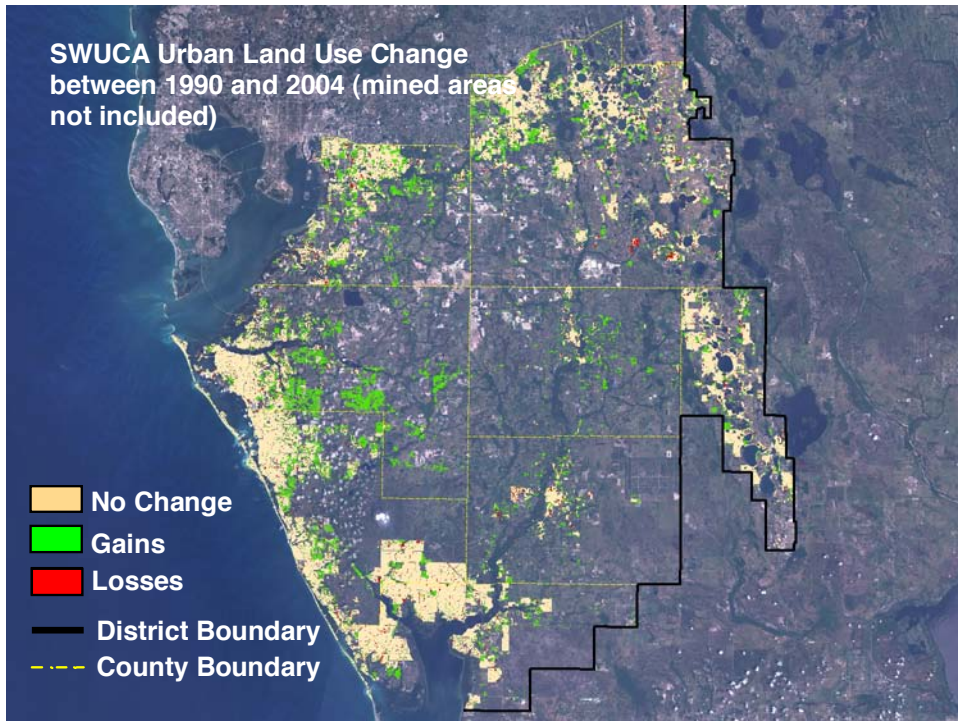 SWUCA Urban Land Use Change
between 1990 and 2004 (mined areas
not included)
No Change
Gains
Losses
District Boundary
County Boundary